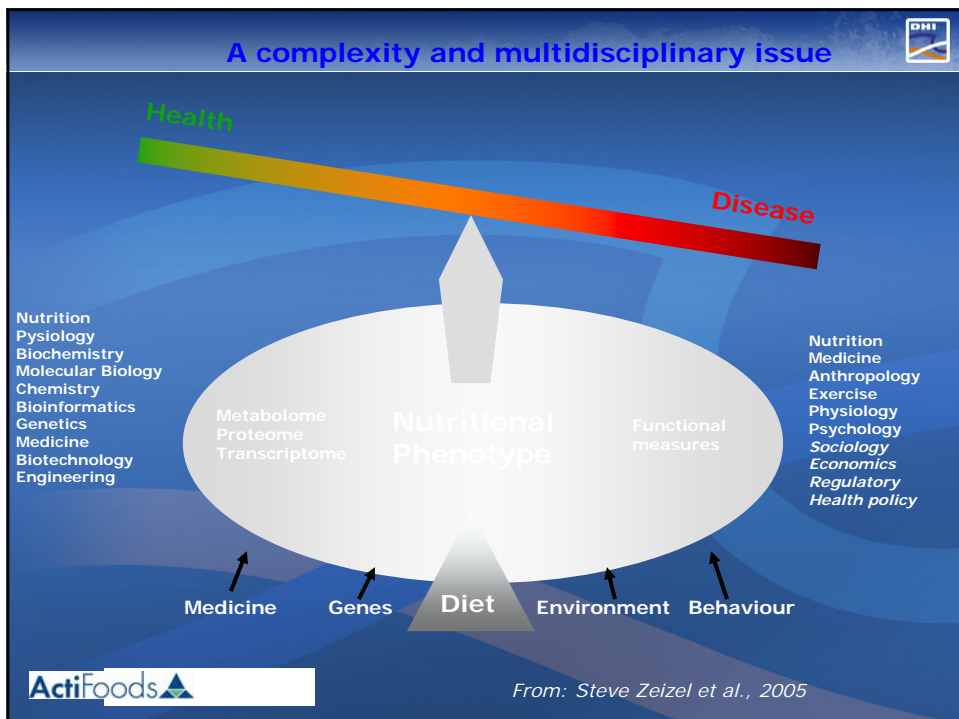 DHI
A complexity and multidisciplinary issue
Health
Disease
Nutrition
Pysiology
Biochemistry
Molecular Biology
Chemistry
Bioinformatics
Genetics
Medicine
Biotechnology
Engineering
Metabolome
Proteome
Transcriptome
Nutritional
Phenotype
Functional
measures
Nutrition
Medicine
Anthropology
Exercise
Physiology
Psychology
Sociology
Economics
Regulatory
Health policy
Medicine
Genes
Diet
Environment
Behaviour
ActiFoods
From: Steve Zeizel et al., 2005